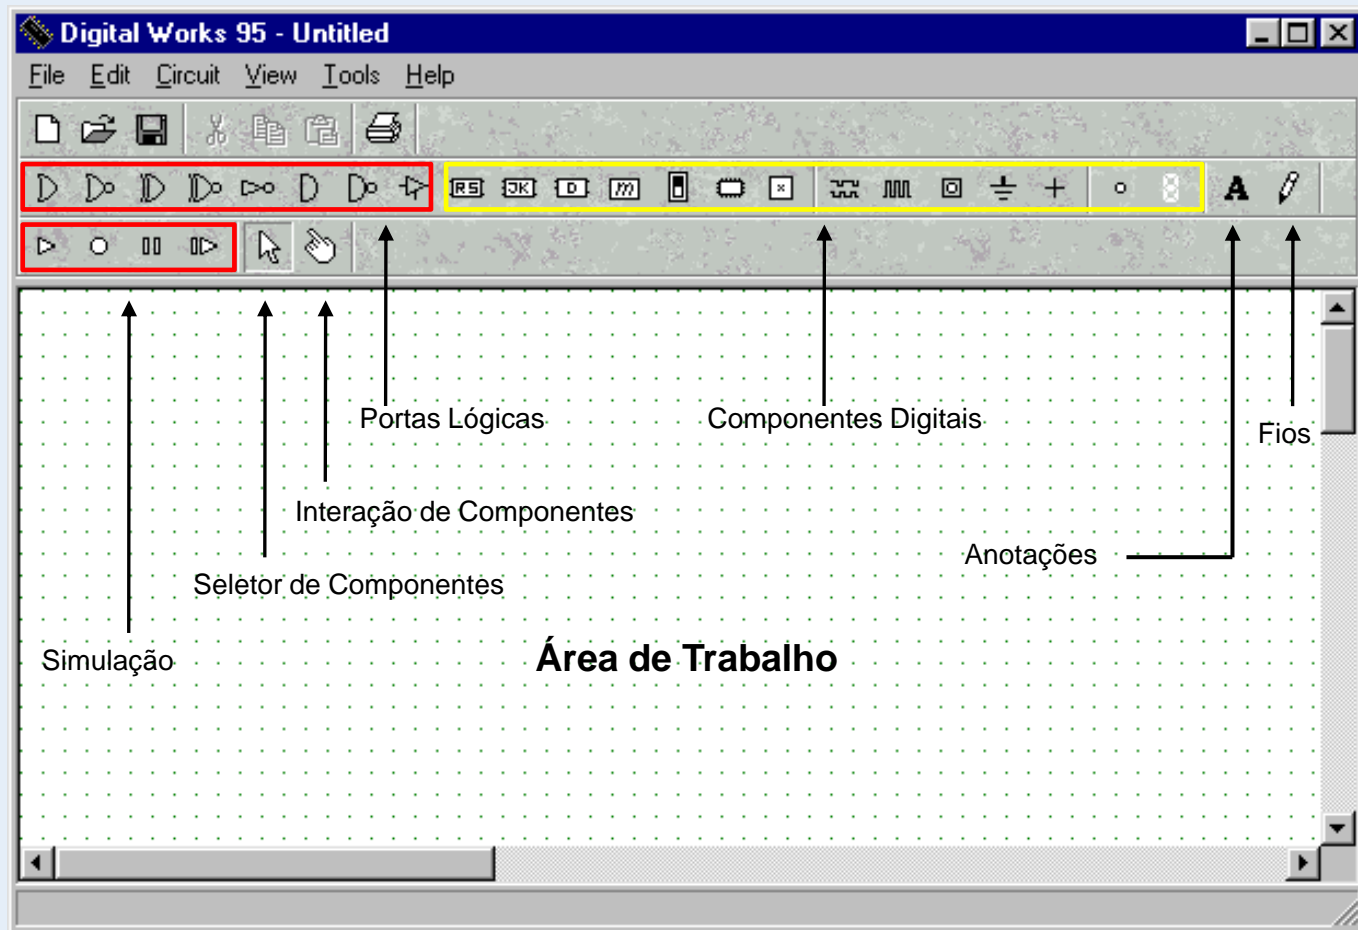 Digital Works 95 - Untitled
File Edit Circuit View Tools Help
RS JK D m A
Portas Lógicas
Componentes Digitais
Fios
Interação de Componentes
Anotações
Seletor de Componentes
Simulação
Área de Trabalho